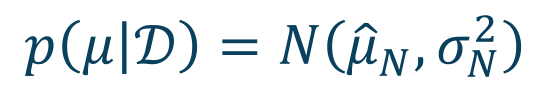 p(μ|𝒟) = N(μ̂_N, σ_N^2)